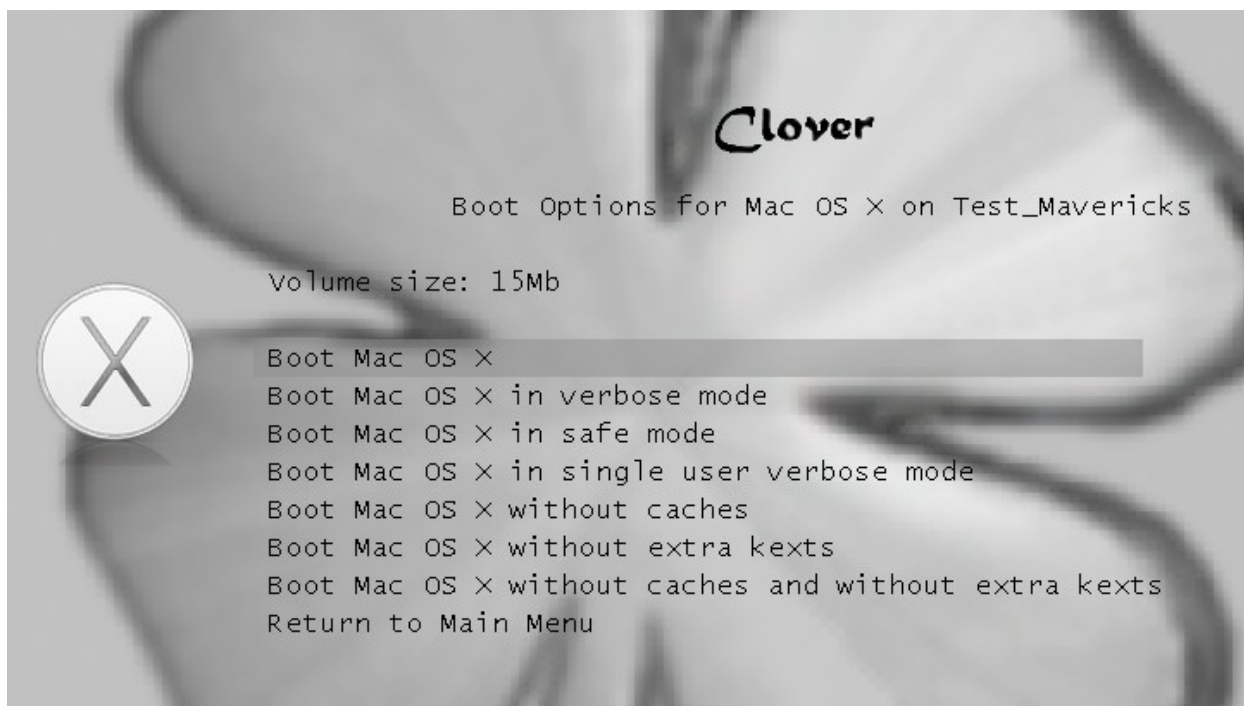 Clover
Boot Options for Mac OS X on Test_Mavericks
Volume size: 15Mb
Boot Mac OS X
Boot Mac OS X in verbose mode
Boot Mac OS X in safe mode
Boot Mac OS X in single user verbose mode
Boot Mac OS X without caches
Boot Mac OS X without extra kexts
Boot Mac OS X without caches and without extra kexts
Return to Main Menu